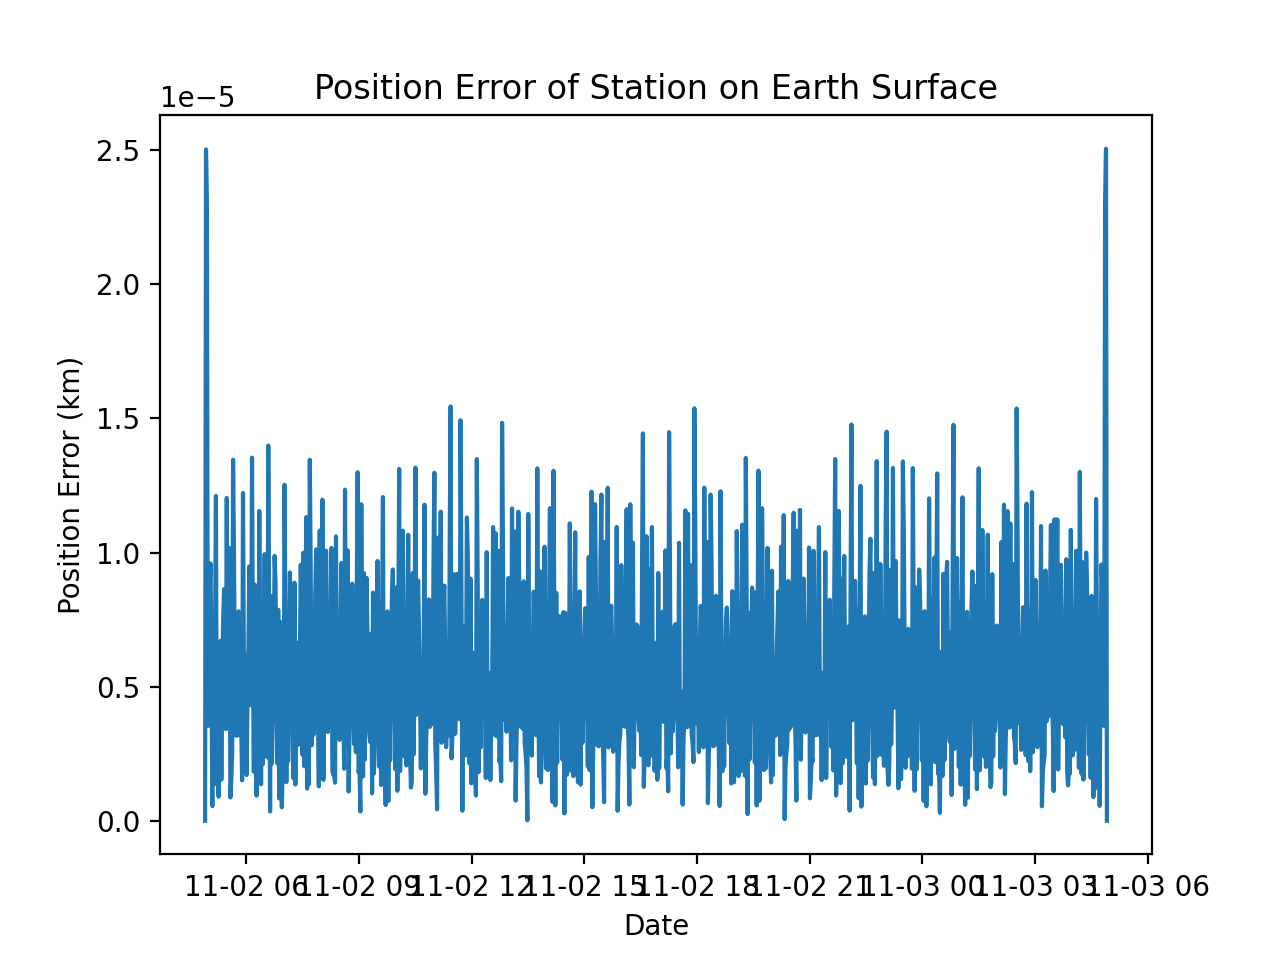 Position Error of Station on Earth Surface
1e−5
2.5
2.0
1.5
1.0
0.5
0.0
Position Error (km)
11-02 06 11-02 09 11-02 12 11-02 15 11-02 18 11-02 21 11-03 00 11-03 03 11-03 06
Date